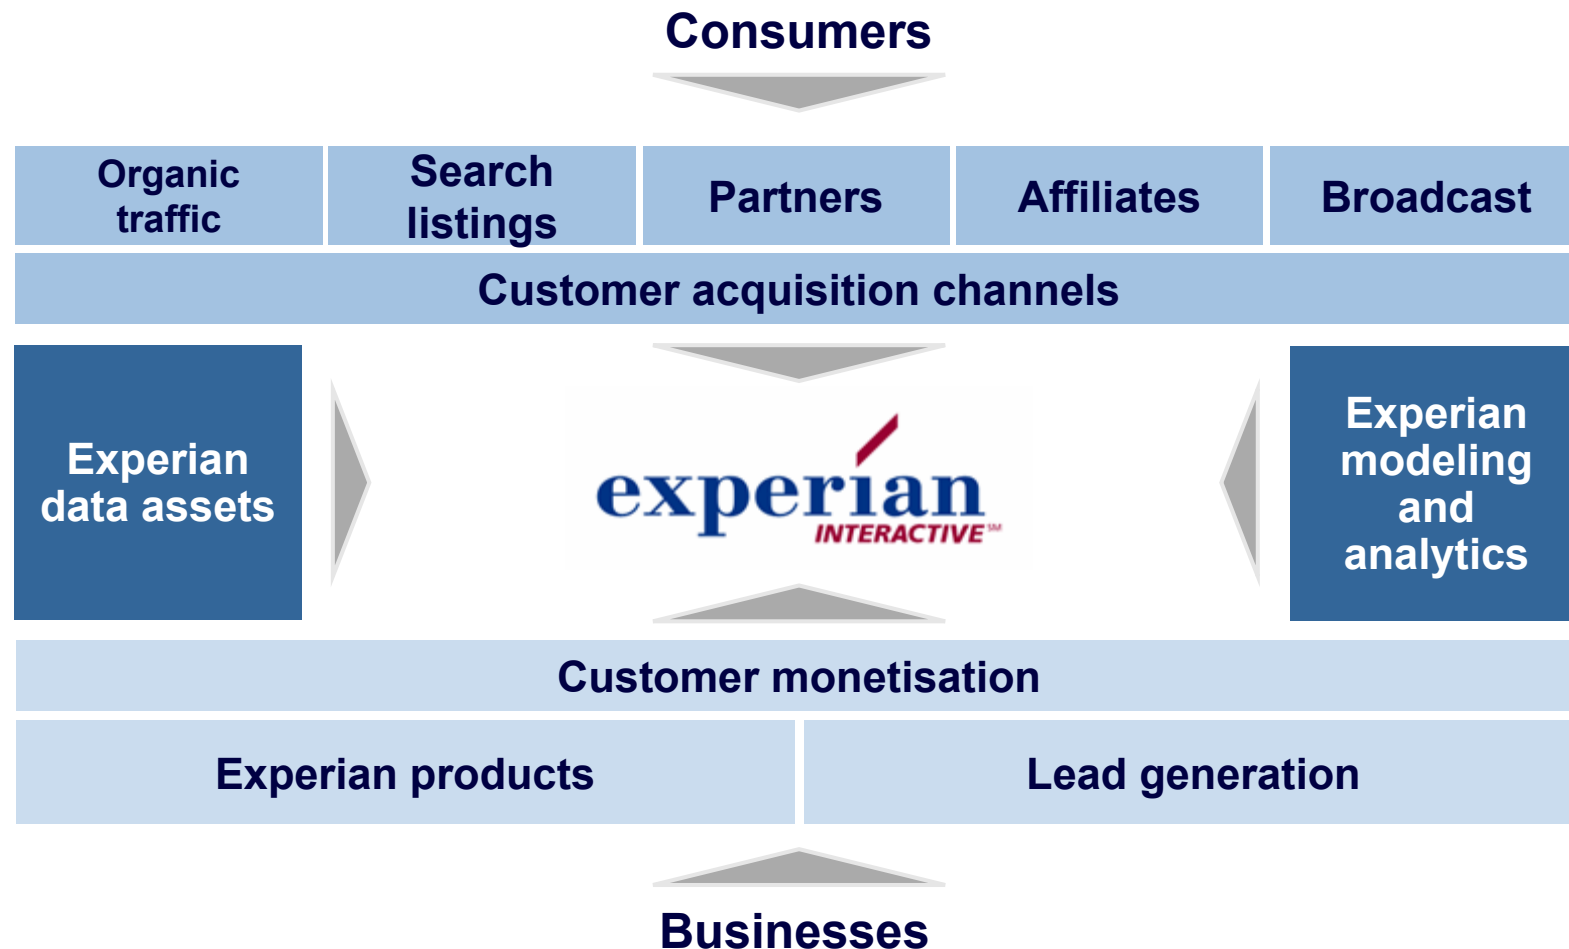 Consumers
Organic
traffic
Search
listings
Partners
Affiliates
Broadcast
Customer acquisition channels
Experian
data assets
experian
INTERACTIVE℠
Experian
modeling
and
analytics
Customer monetisation
Experian products
Lead generation
Businesses